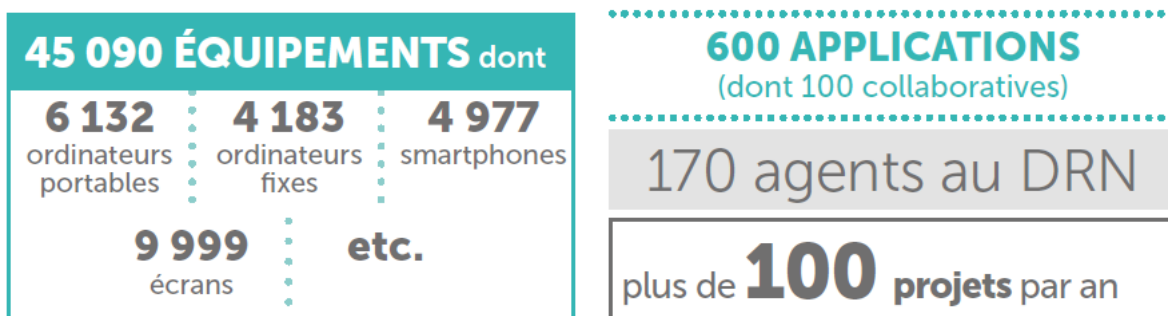 45 090 ÉQUIPEMENTS dont
6 132
ordinateurs
portables
4 183
ordinateurs
fixes
4 977
smartphones
9 999
écrans
etc.
600 APPLICATIONS
(dont 100 collaboratives)
170 agents au DRN
plus de 100 projets par an